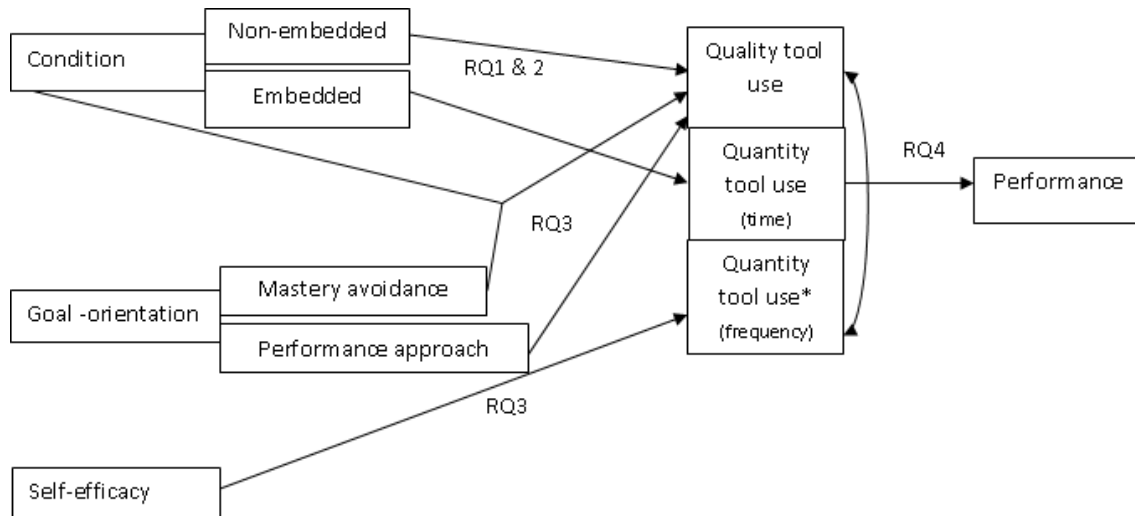 Non-embedded
Condition
Embedded
RQ1 & 2
Quality tool
use
Quantity
tool use
(time)
RQ4
Performance
RQ3
Mastery avoidance
Goal -orientation
Performance approach
Quantity
tool use*
(frequency)
RQ3
Self-efficacy